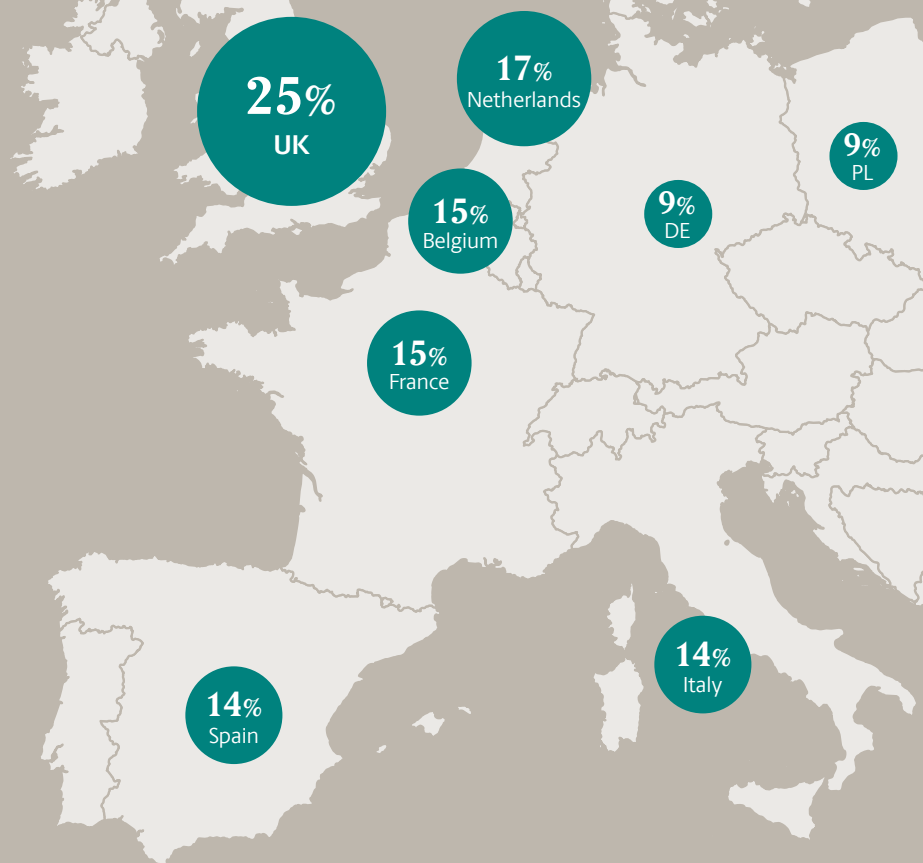 25%
UK
17%
Netherlands
9%
PL
9%
DE
15%
Belgium
15%
France
14%
Italy
14%
Spain